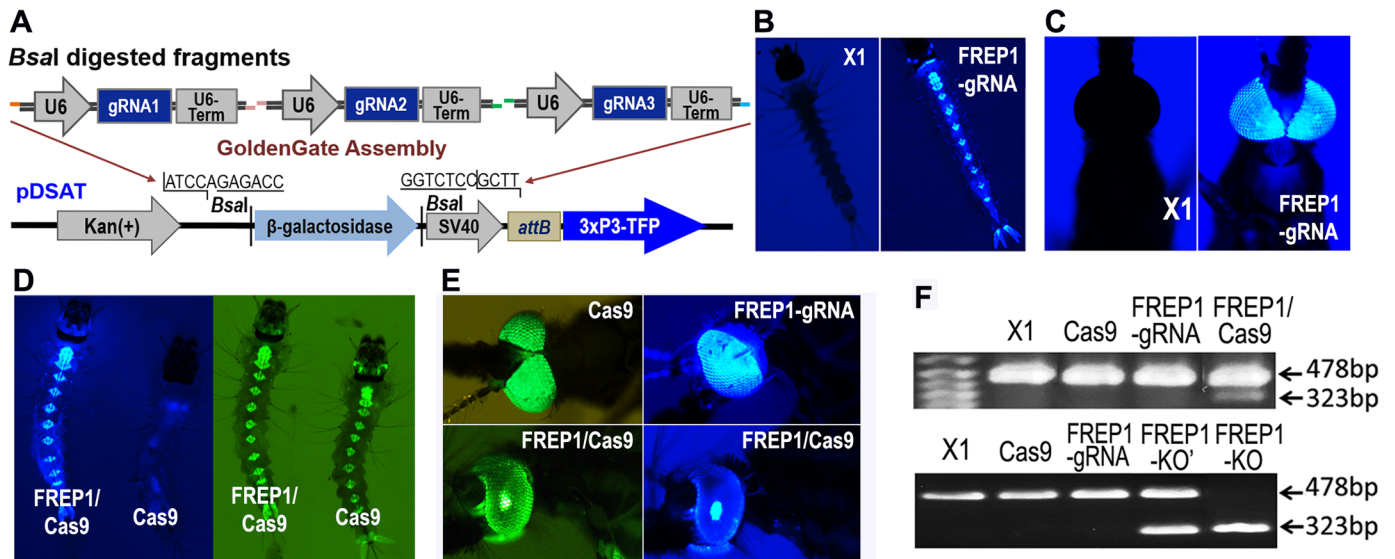 A
BsaI digested fragments
U6
gRNA1
U6-
Term
U6
gRNA2
U6-
Term
U6
gRNA3
U6-
Term
GoldenGate Assembly
pDSAT
ATCCAGAGACC
BsaI
GGTCTCCGCTT
BsaI
Kan(+)
β-galactosidase
SV40
attB
3xP3-TFP
B
X1
FREP1
-gRNA
C
X1
FREP1
-gRNA
D
FREP1/
Cas9
Cas9
FREP1/
Cas9
Cas9
E
Cas9
FREP1-gRNA
FREP1/Cas9
FREP1/Cas9
F
X1
Cas9
FREP1
-gRNA
FREP1/
Cas9
478bp
323bp
X1
Cas9
FREP1
-gRNA
FREP1
-KO'
FREP1
-KO
478bp
323bp